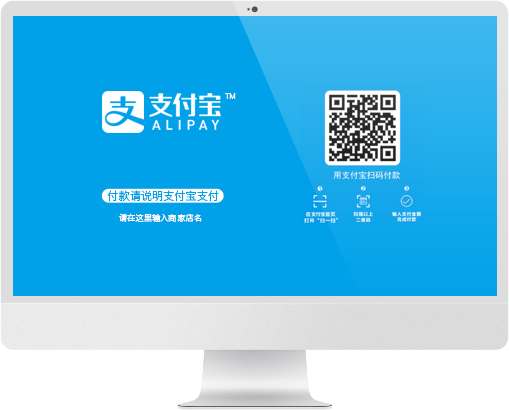 支 支付宝 TM
ALIPAY
付款请说明支付宝支付
请在这里输入商家店名
用支付宝扫码付款
1 2 3
在支付宝首页
打开“扫一扫”
扫描以上
二维码
输入支付金额
完成付款